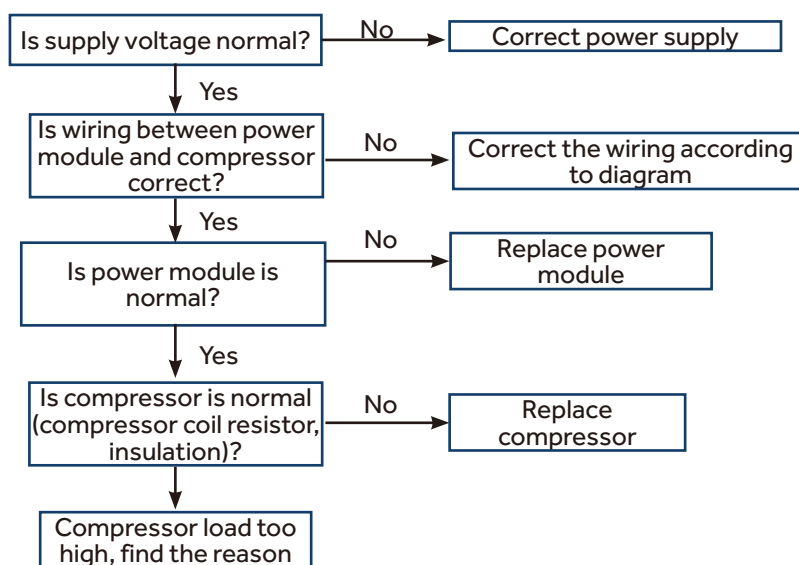 Is supply voltage normal?
No
Correct power supply
Yes
Is wiring between power
module and compressor
correct?
No
Correct the wiring according
to diagram
Yes
Is power module is
normal?
No
Replace power
module
Yes
Is compressor is normal
(compressor coil resistor,
insulation)?
No
Replace
compressor
Compressor load too
high, find the reason